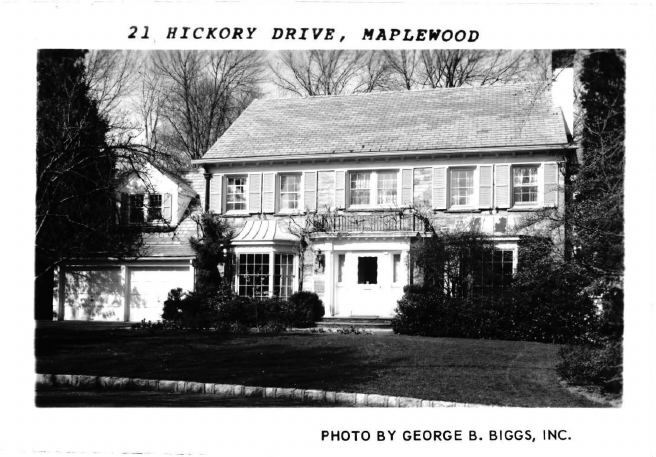 21 HICKORY DRIVE, MAPLEWOOD
PHOTO BY GEORGE B. BIGGS, INC.